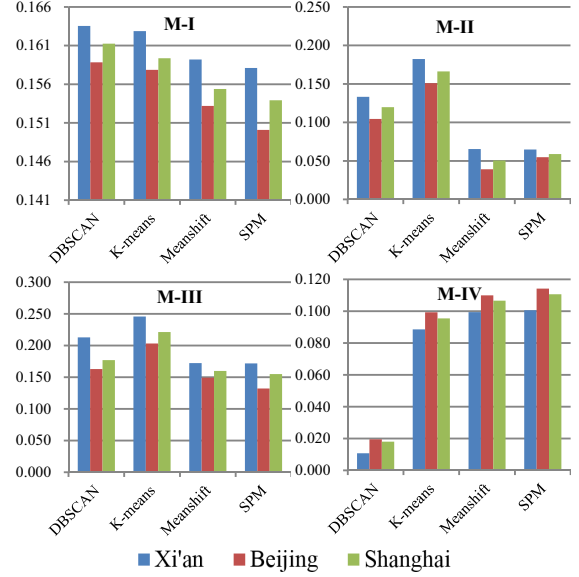 M-I
0.166
0.161
0.156
0.151
0.146
0.141
DBSCAN
K-means
Meanshift
SPM
M-II
0.250
0.200
0.150
0.100
0.050
0.000
DBSCAN
K-means
Meanshift
SPM
M-III
0.300
0.250
0.200
0.150
0.100
0.050
0.000
DBSCAN
K-means
Meanshift
SPM
M-IV
0.120
0.100
0.080
0.060
0.040
0.020
0.000
DBSCAN
K-means
Meanshift
SPM
Xi'an Beijing Shanghai